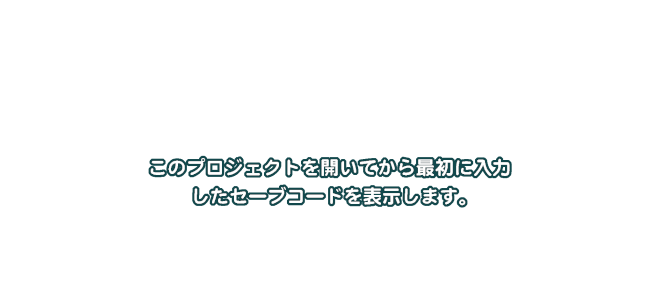 このプロジェクトを開いてから最初に入力
したセーブコードを表示します。